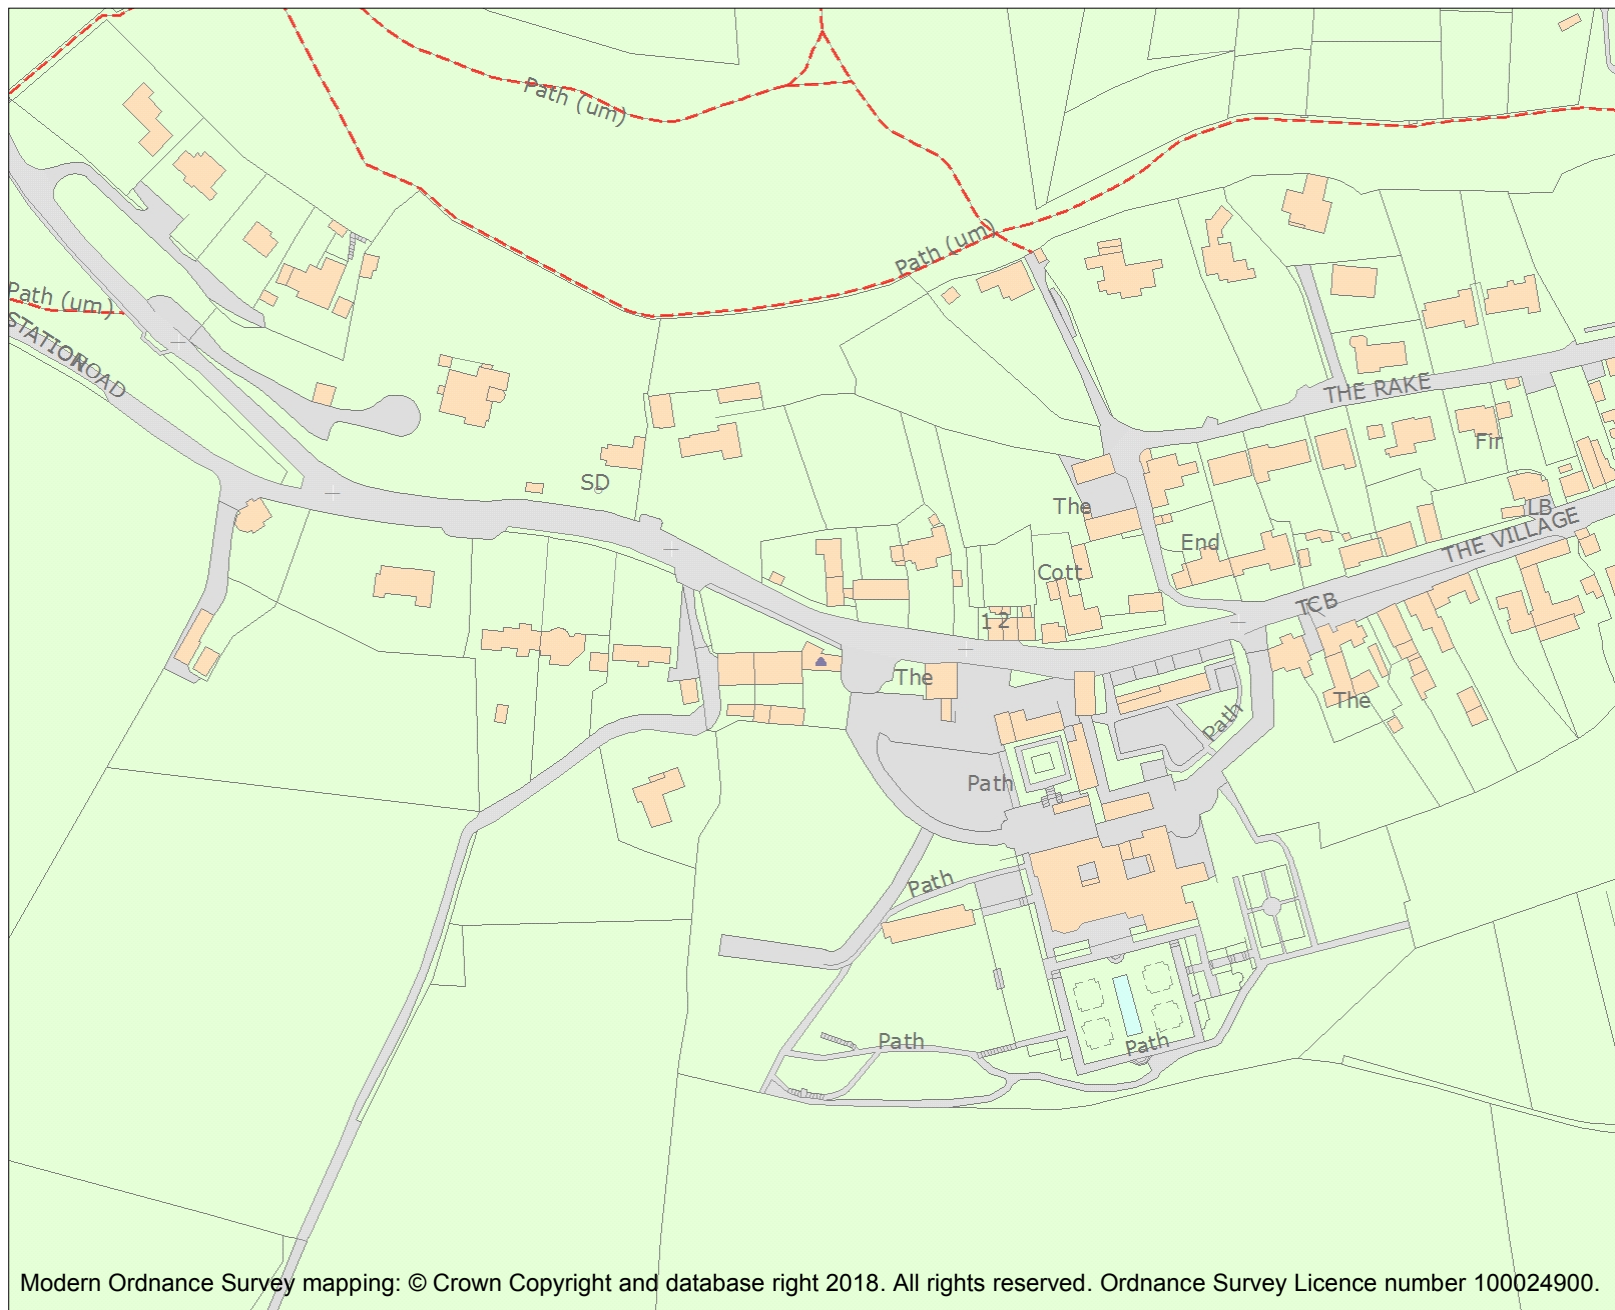 Path (um)
Path (um)
Path (um)
STATION ROAD
THE RAKE
Fir
SD
The
LB
THE VILLAGE
End
Cott
TCB
1 2
The
The
Path
Path
Path
Path
Path
Modern Ordnance Survey mapping: © Crown Copyright and database right 2018. All rights reserved. Ordnance Survey Licence number 100024900.